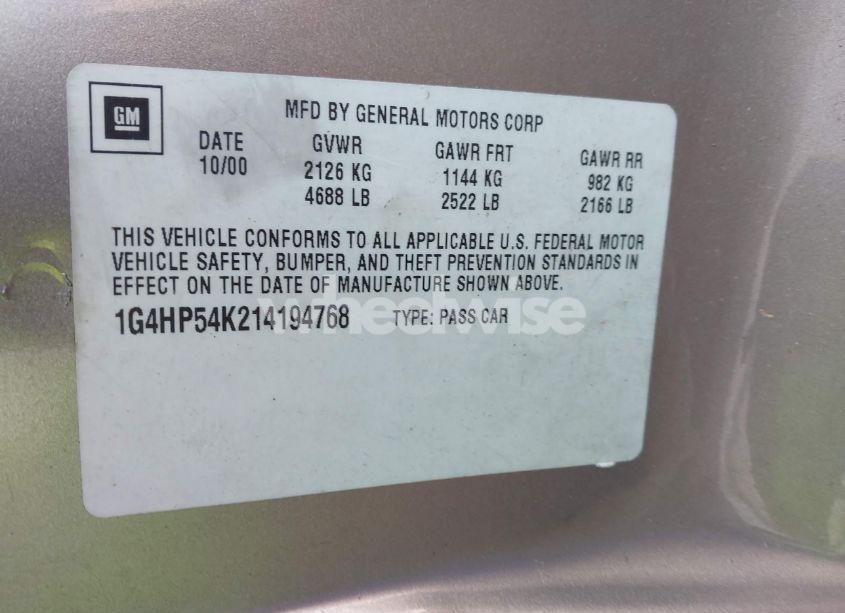 GM
MFD BY GENERAL MOTORS CORP
DATE GVWR GAWR FRT GAWR RR
10/00 2126 KG 1144 KG 982 KG
4688 LB 2522 LB 2166 LB
THIS VEHICLE CONFORMS TO ALL APPLICABLE U.S. FEDERAL MOTOR
VEHICLE SAFETY, BUMPER, AND THEFT PREVENTION STANDARDS IN
EFFECT ON THE DATE OF MANUFACTURE SHOWN ABOVE.
wheelwise
1G4HP54K214194768 TYPE: PASS CAR